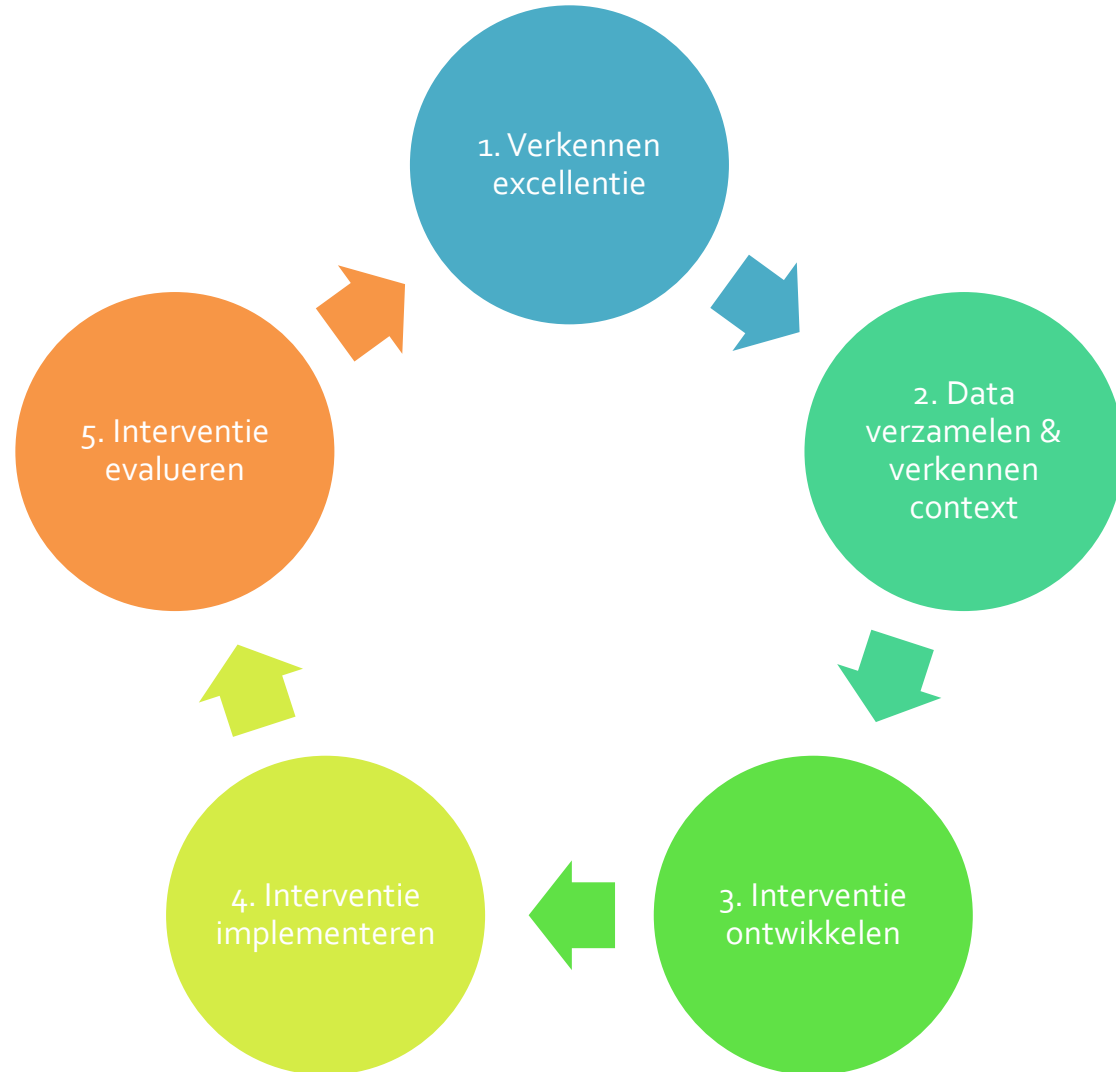 1. Verkennen
excellentie
2. Data
verzamelen &
verkennen
context
3. Interventie
ontwikkelen
4. Interventie
implementeren
5. Interventie
evalueren